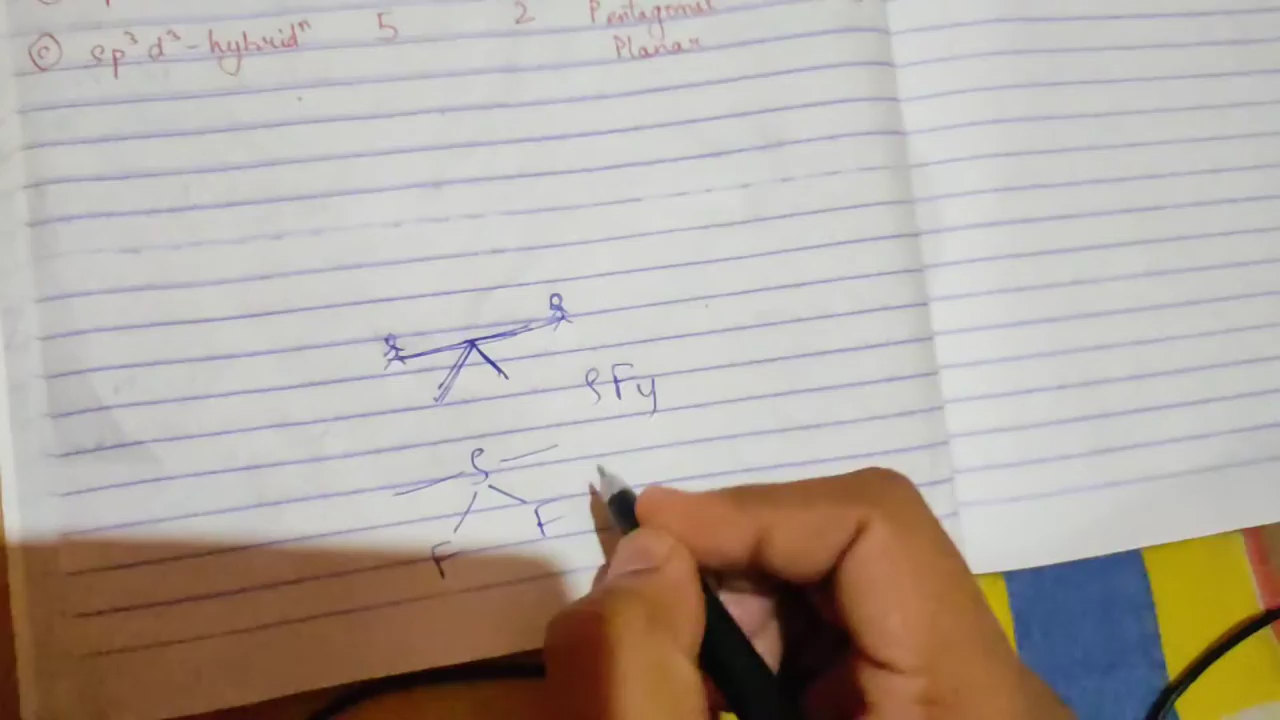 (c) sp³d³-hybridⁿ 5 2 Pentagonal
Planar
SF4
S
F
F